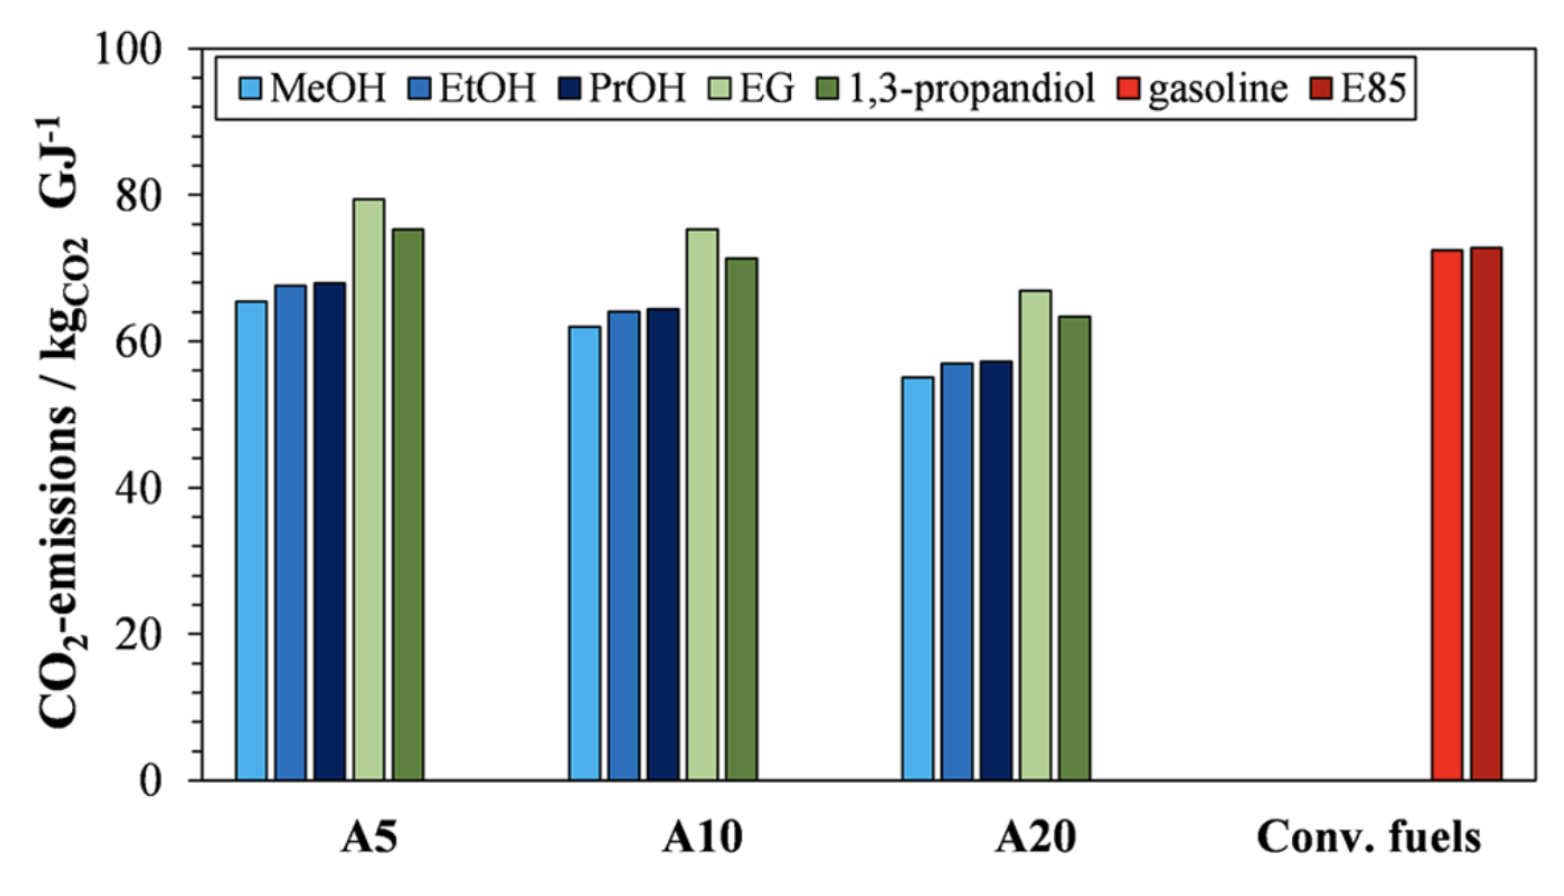 100
MeOH EtOH PrOH EG 1,3-propandiol gasoline E85
80
60
40
20
0
CO₂-emissions / kg_CO2 GJ⁻¹
A5 A10 A20 Conv. fuels